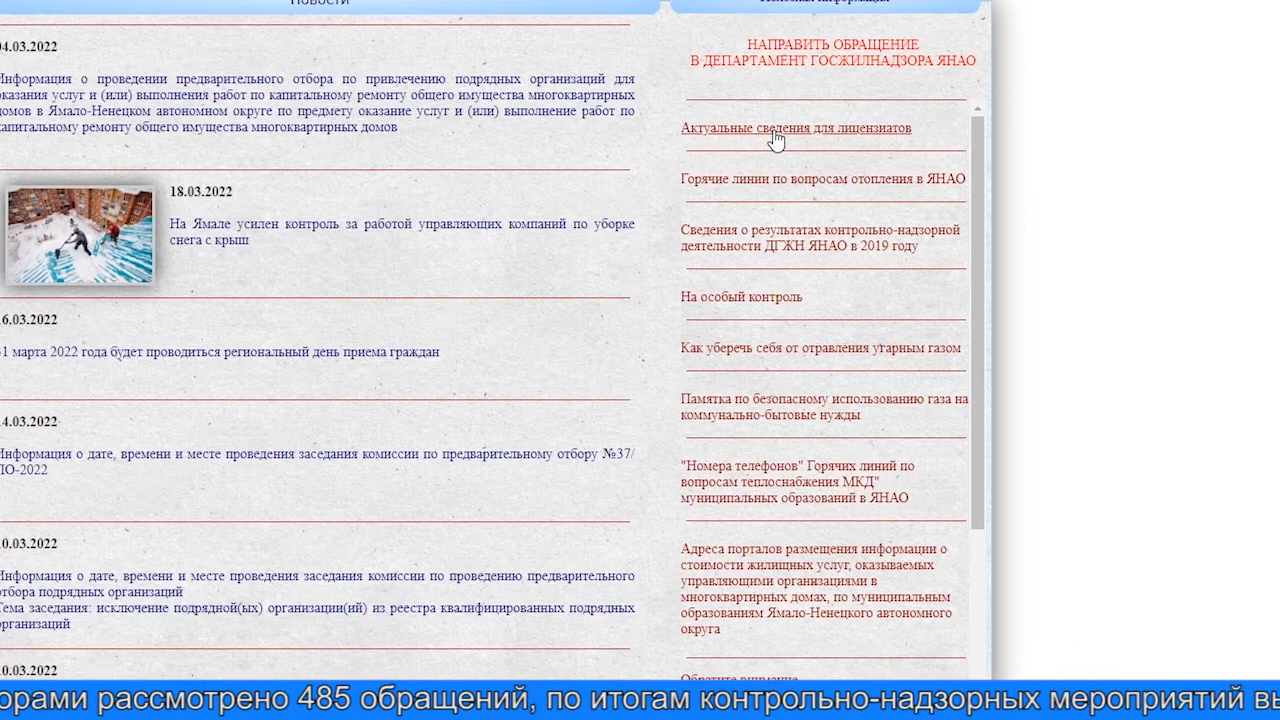 Новости
04.03.2022
Информация о проведении предварительного отбора по привлечению подрядных организаций для
оказания услуг и (или) выполнения работ по капитальному ремонту общего имущества многоквартирных
домов в Ямало-Ненецком автономном округе по предмету оказание услуг и (или) выполнение работ по
капитальному ремонту общего имущества многоквартирных домов
18.03.2022
На Ямале усилен контроль за работой управляющих компаний по уборке
снега с крыш
16.03.2022
31 марта 2022 года будет проводиться региональный день приема граждан
14.03.2022
Информация о дате, времени и месте проведения заседания комиссии по предварительному отбору №37/
ПО-2022
10.03.2022
Информация о дате, времени и месте проведения заседания комиссии по проведению предварительного
отбора подрядных организаций
Тема заседания: исключение подрядной(ых) организации(ий) из реестра квалифицированных подрядных
организаций
10.03.2022
Полезная информация
НАПРАВИТЬ ОБРАЩЕНИЕ
В ДЕПАРТАМЕНТ ГОСЖИЛНАДЗОРА ЯНАО
Актуальные сведения для лицензиатов
Горячие линии по вопросам отопления в ЯНАО
Сведения о результатах контрольно-надзорной
деятельности ДГЖН ЯНАО в 2019 году
На особый контроль
Как уберечь себя от отравления угарным газом
Памятка по безопасному использованию газа на
коммунально-бытовые нужды
"Номера телефонов" Горячих линий по
вопросам теплоснабжения МКД"
муниципальных образований в ЯНАО
Адреса порталов размещения информации о
стоимости жилищных услуг, оказываемых
управляющими организациями в
многоквартирных домах, по муниципальным
образованиям Ямало-Ненецкого автономного
округа
Обратите внимание
орами рассмотрено 485 обращений, по итогам контрольно-надзорных мероприятий вы